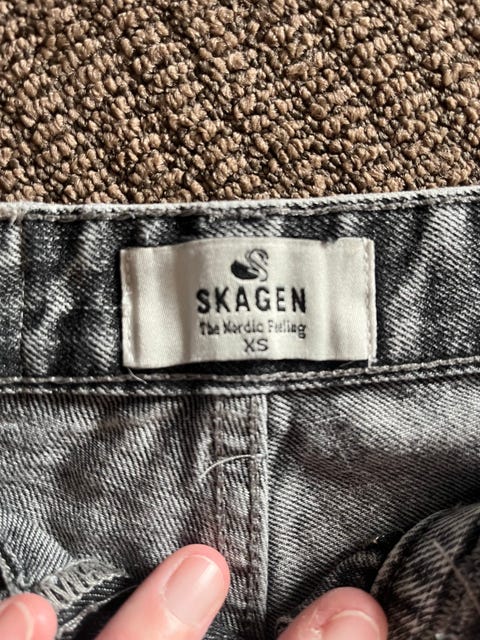 SKAGEN
The Nordic Feeling
XS